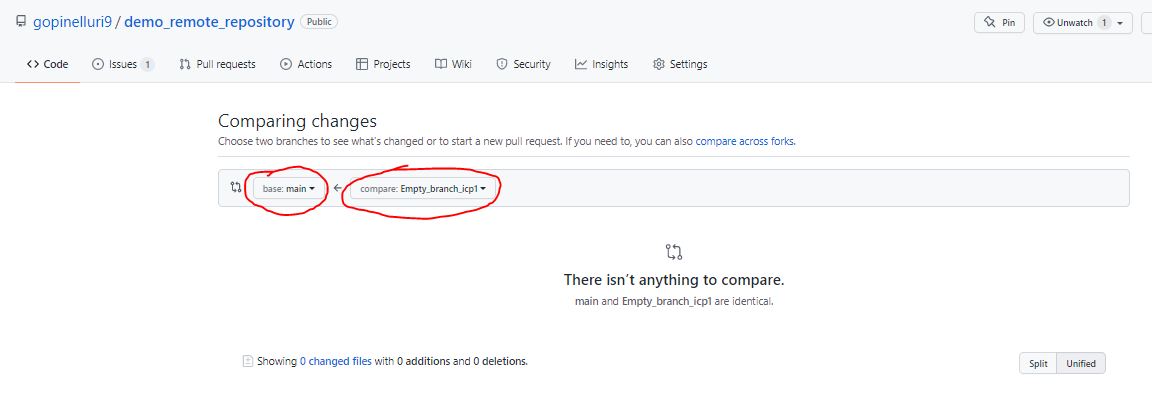 gopinelluri9 / demo_remote_repository Public Pin Unwatch 1
Code Issues 1 Pull requests Actions Projects Wiki Security Insights Settings
Comparing changes
Choose two branches to see what's changed or to start a new pull request. If you need to, you can also compare across forks.
base: main compare: Empty_branch_icp1
There isn't anything to compare.
main and Empty_branch_icp1 are identical.
Showing 0 changed files with 0 additions and 0 deletions. Split Unified